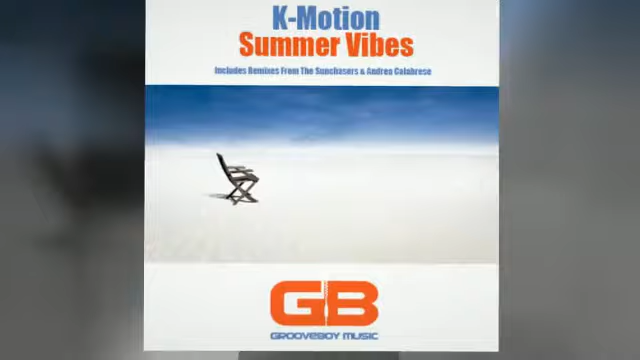 K-Motion
Summer Vibes
Includes Remixes From The Sunchasers & Andrea Calabrese
GB
GROOVEBOY MUSIC